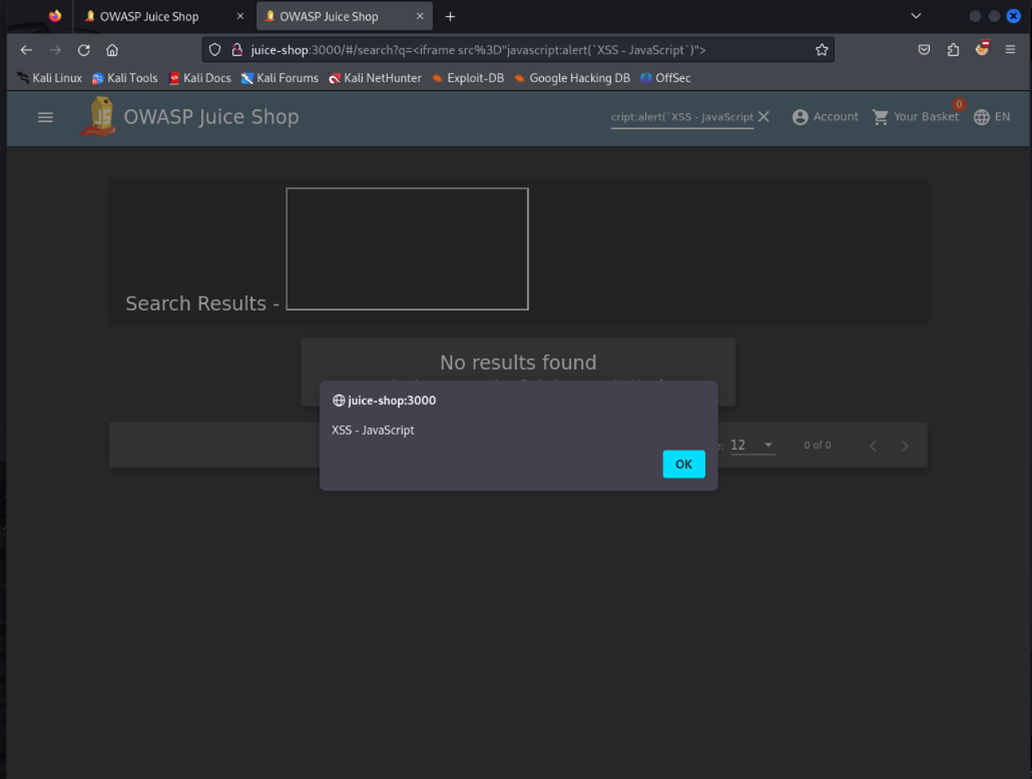 OWASP Juice Shop
OWASP Juice Shop
juice-shop:3000/#/search?q=<iframe src%3D"javascript:alert(`XSS - JavaScript`)">
Kali Linux Kali Tools Kali Docs Kali Forums Kali NetHunter Exploit-DB Google Hacking DB OffSec
OWASP Juice Shop
cript:alert(`XSS - JavaScript
Account
0
Your Basket
EN
Search Results -
No results found
juice-shop:3000
XSS - JavaScript
OK
12
0 of 0